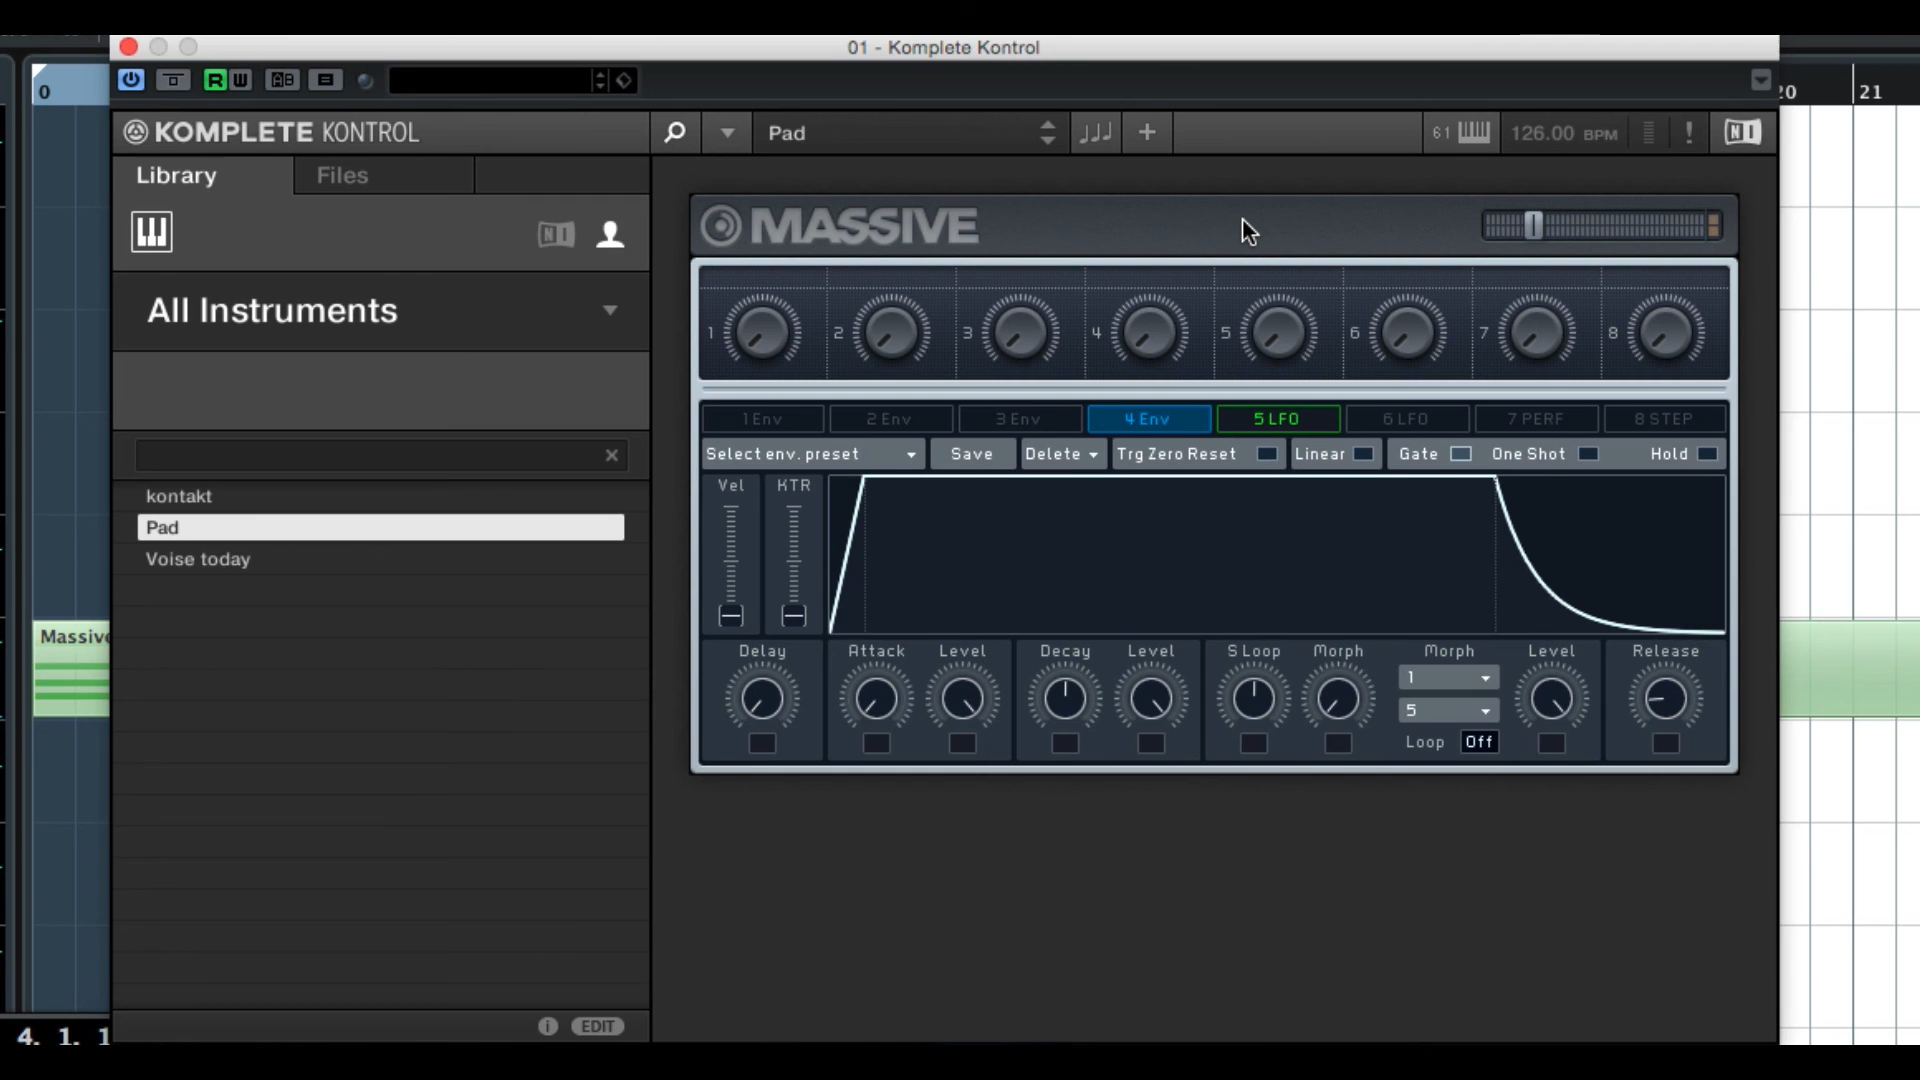 01 - Komplete Kontrol
R W AB
0
20 21
KOMPLETE KONTROL
Pad
61
126.00 BPM
!
NI
Library Files
NI
All Instruments
kontakt
Pad
Voise today
EDIT
MASSIVE
1 2 3 4 5 6 7 8
1 Env 2 Env 3 Env 4 Env 5 LFO 6 LFO 7 PERF 8 STEP
Select env. preset Save Delete Trg Zero Reset Linear Gate One Shot Hold
Vel KTR
Delay Attack Level Decay Level S Loop Morph Morph Level Release
1
5
Loop Off
Massive
4. 1. 1